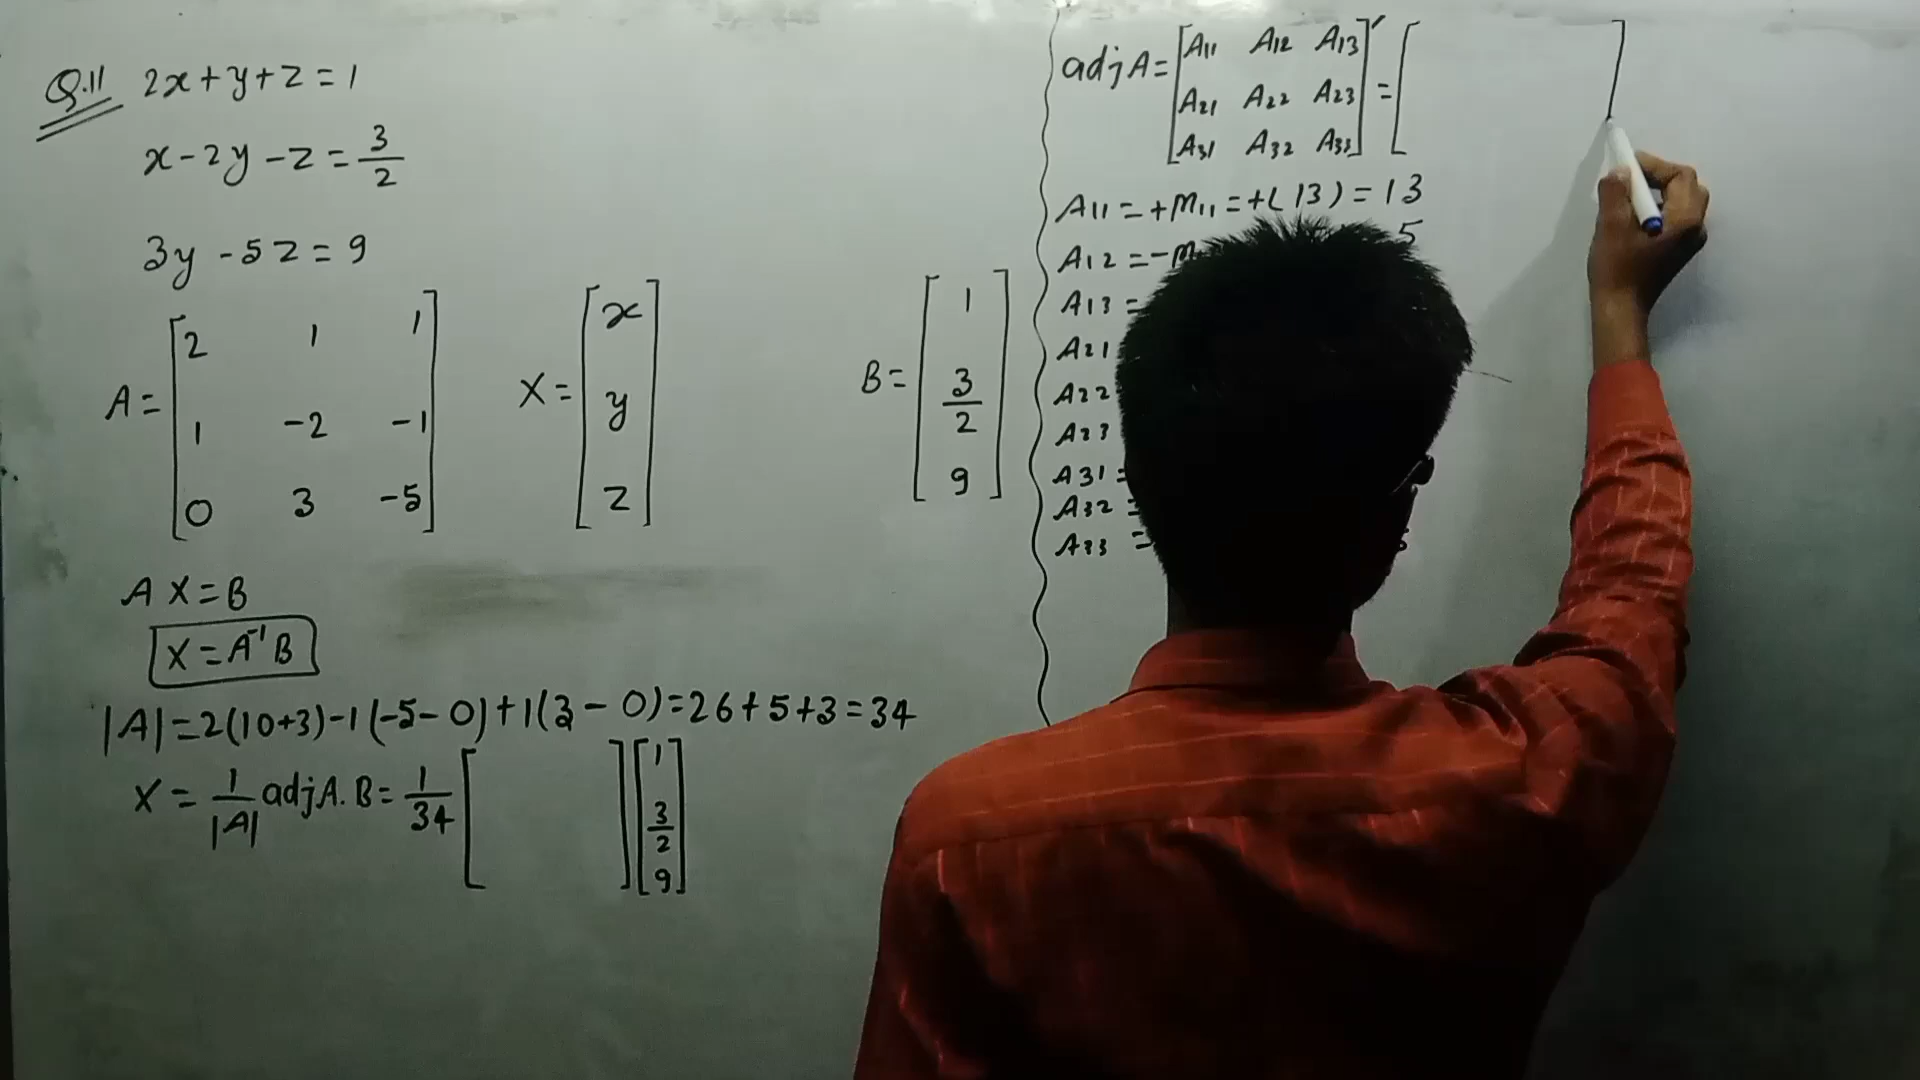 Q.11 2x+y+z=1
x-2y-z=3/2
3y-5z=9
A=[2 1 1
1 -2 -1
0 3 -5]
X=[x
y
z]
B=[1
3/2
9]
AX=B
X=A⁻¹B
|A|=2(10+3)-1(-5-0)+1(3-0)=26+5+3=34
X=1/|A| adjA.B=1/34[ ][1
3/2
9]
adjA=[A11 A12 A13
A21 A22 A23
A31 A32 A33]'=[ ]
A11=+M11=+(13)=13
A12=-M 5
A13=
A21
A22
A23
A31=
A32=
A33=